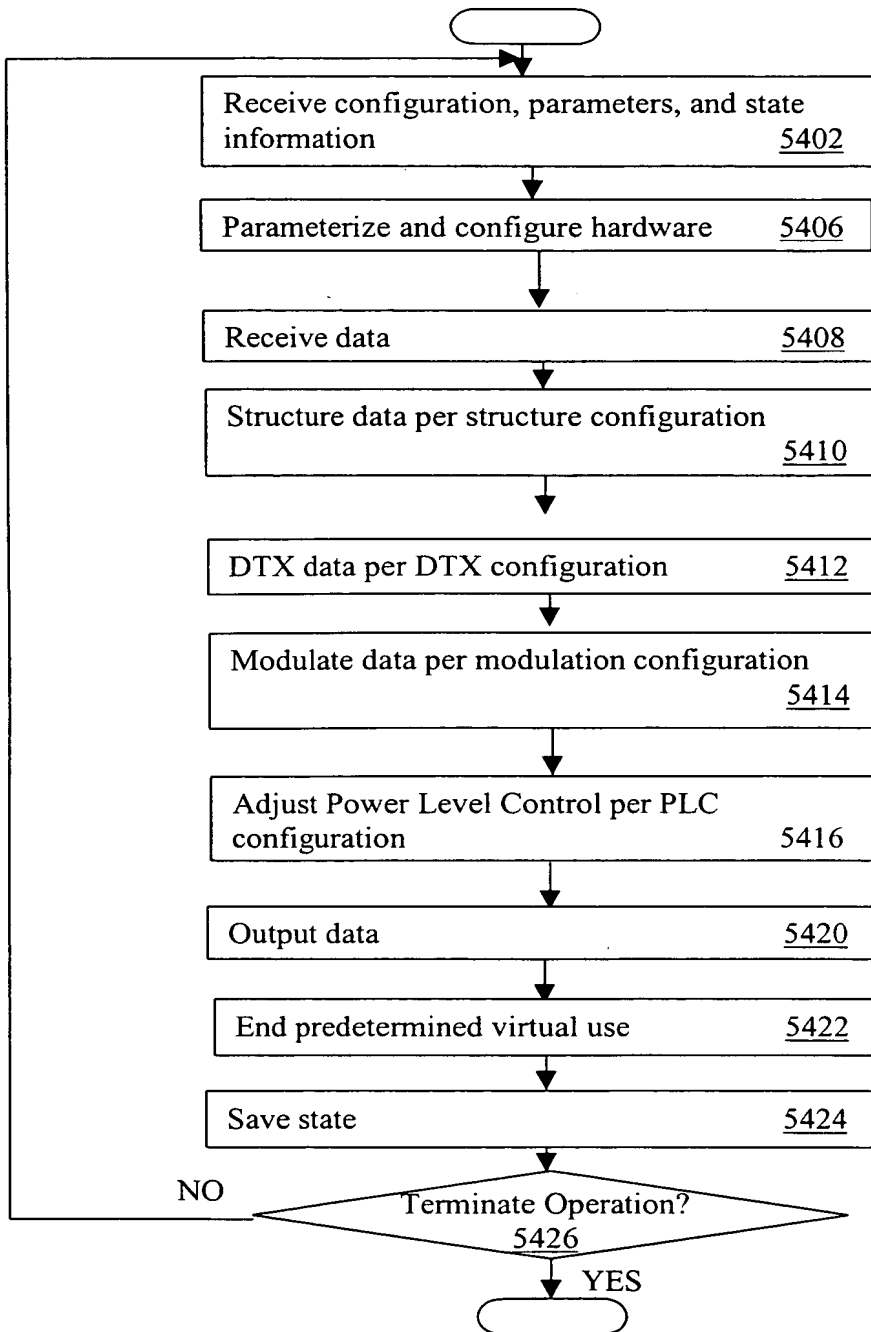 Receive configuration, parameters, and state
information 5402
Parameterize and configure hardware 5406
Receive data 5408
Structure data per structure configuration
5410
DTX data per DTX configuration 5412
Modulate data per modulation configuration
5414
Adjust Power Level Control per PLC
configuration 5416
Output data 5420
End predetermined virtual use 5422
Save state 5424
NO
Terminate Operation?
5426
YES